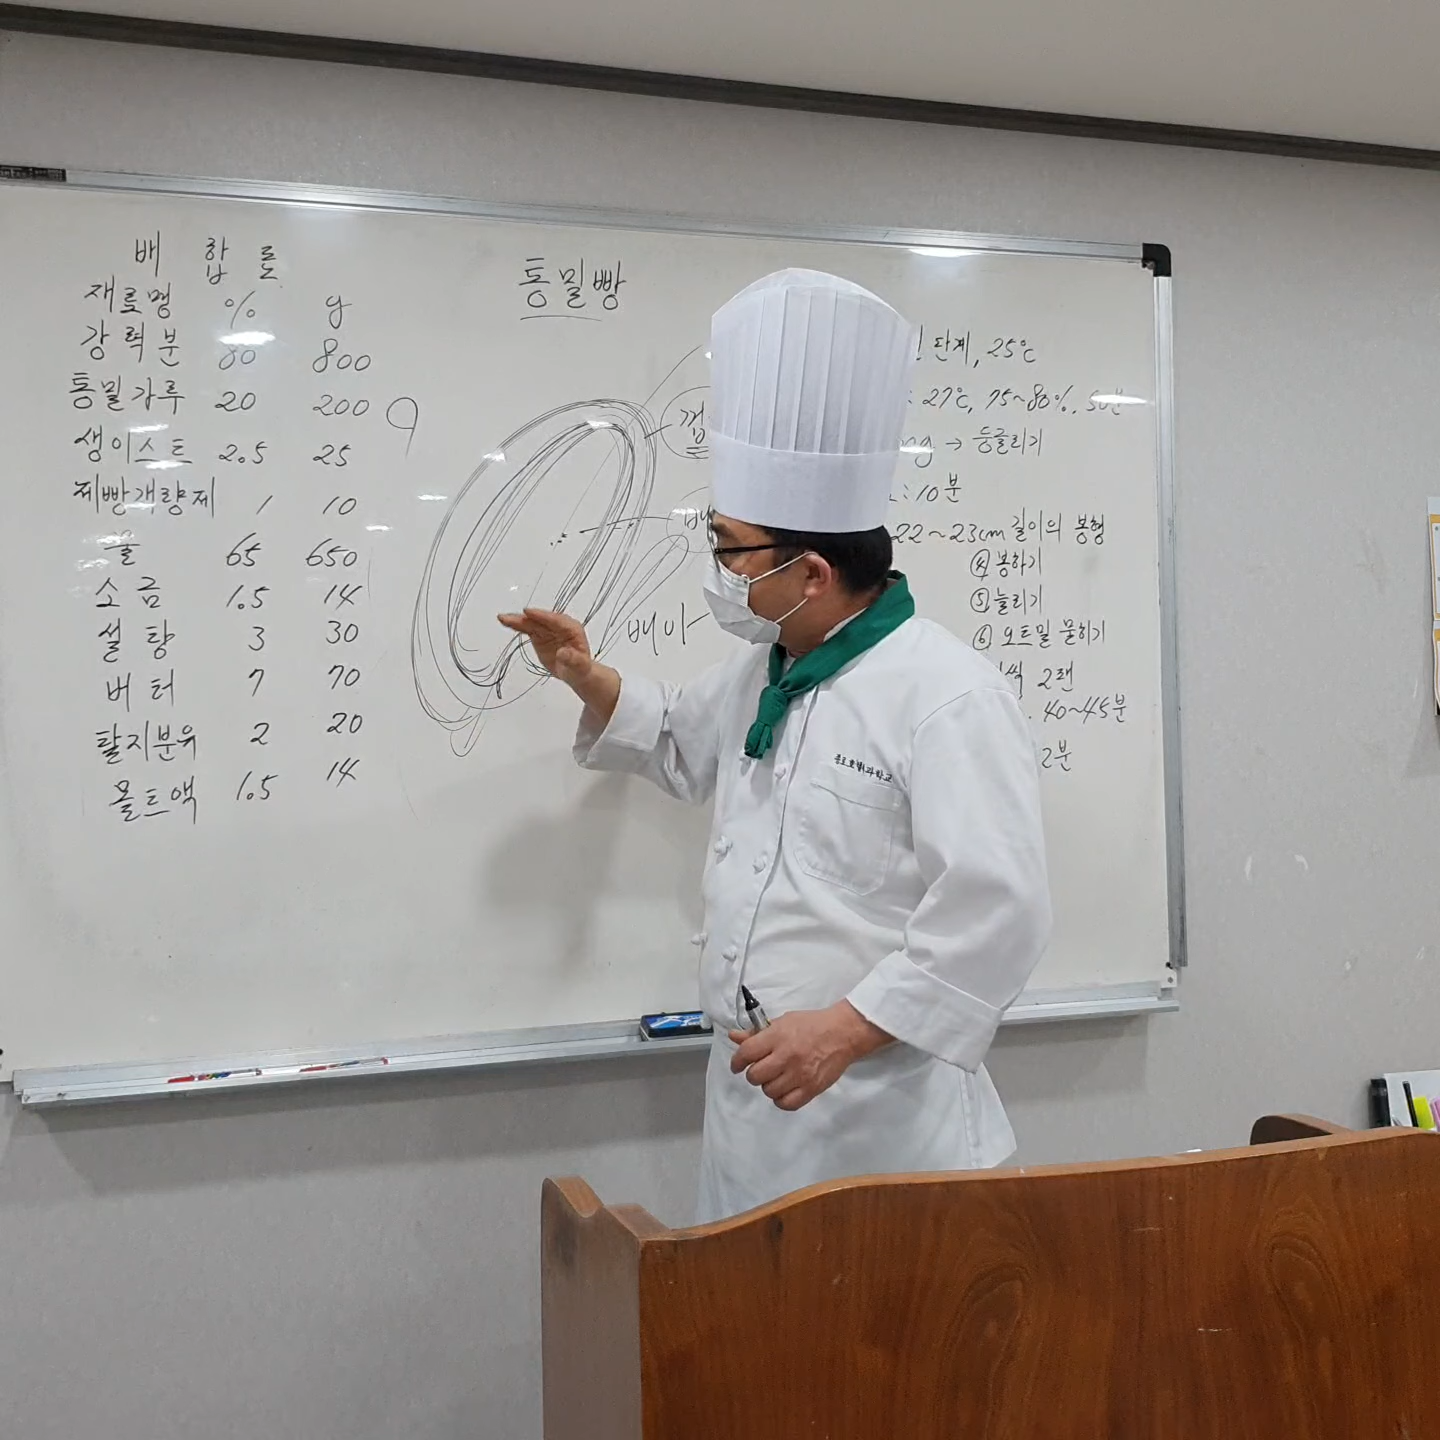 배 합 표
재료명 % g
강력분 80 800
통밀가루 20 200
생이스트 2.5 25
제빵개량제 1 10
물 65 650
소금 1.5 14
설탕 3 30
버터 7 70
탈지분유 2 20
몰트액 1.5 14
통밀빵
껍
배
배아
단계, 25℃
: 27℃, 75~80%, 50분
g → 둥글리기
: 10분
22~23cm 길이의 봉형
④ 봉하기
⑤ 늘리기
⑥ 오트밀 묻히기
씩 2팬
40~45분
2분